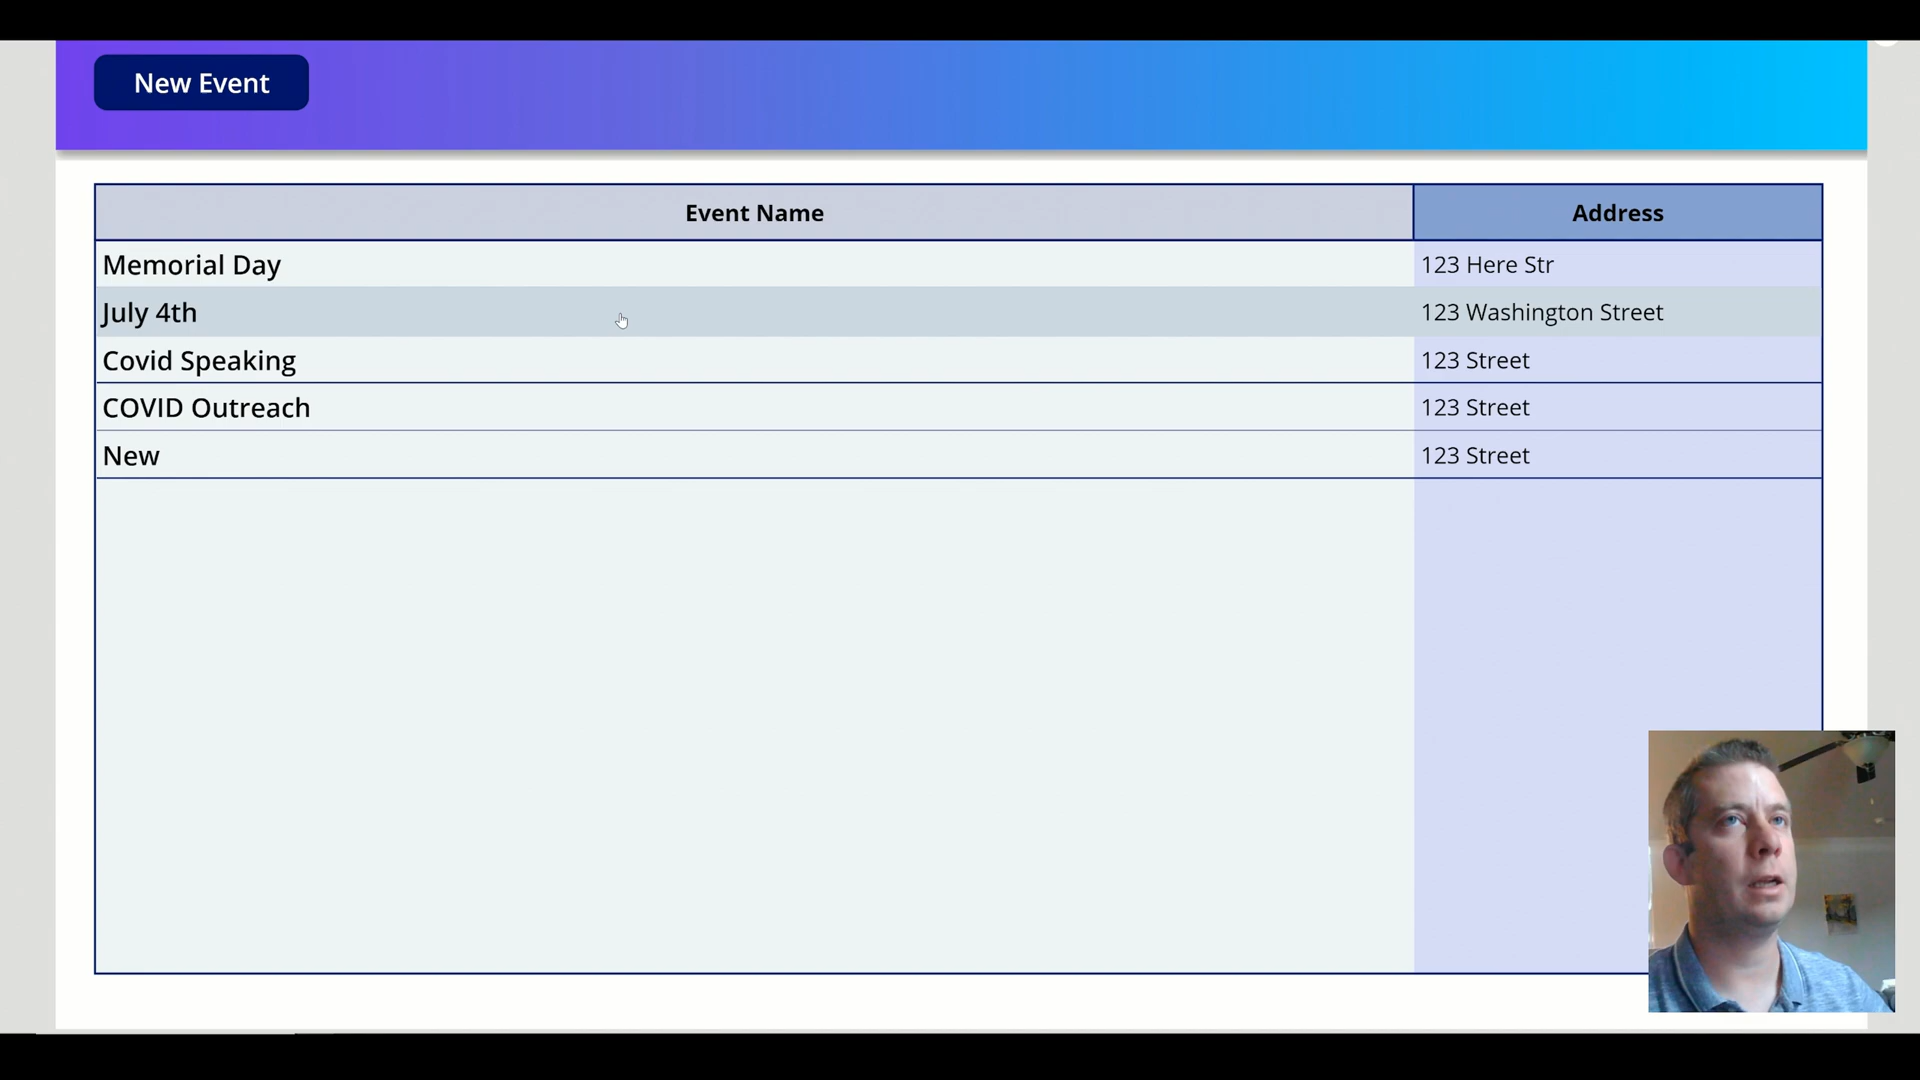 New Event
Event Name Address
Memorial Day 123 Here Str
July 4th 123 Washington Street
Covid Speaking 123 Street
COVID Outreach 123 Street
New 123 Street